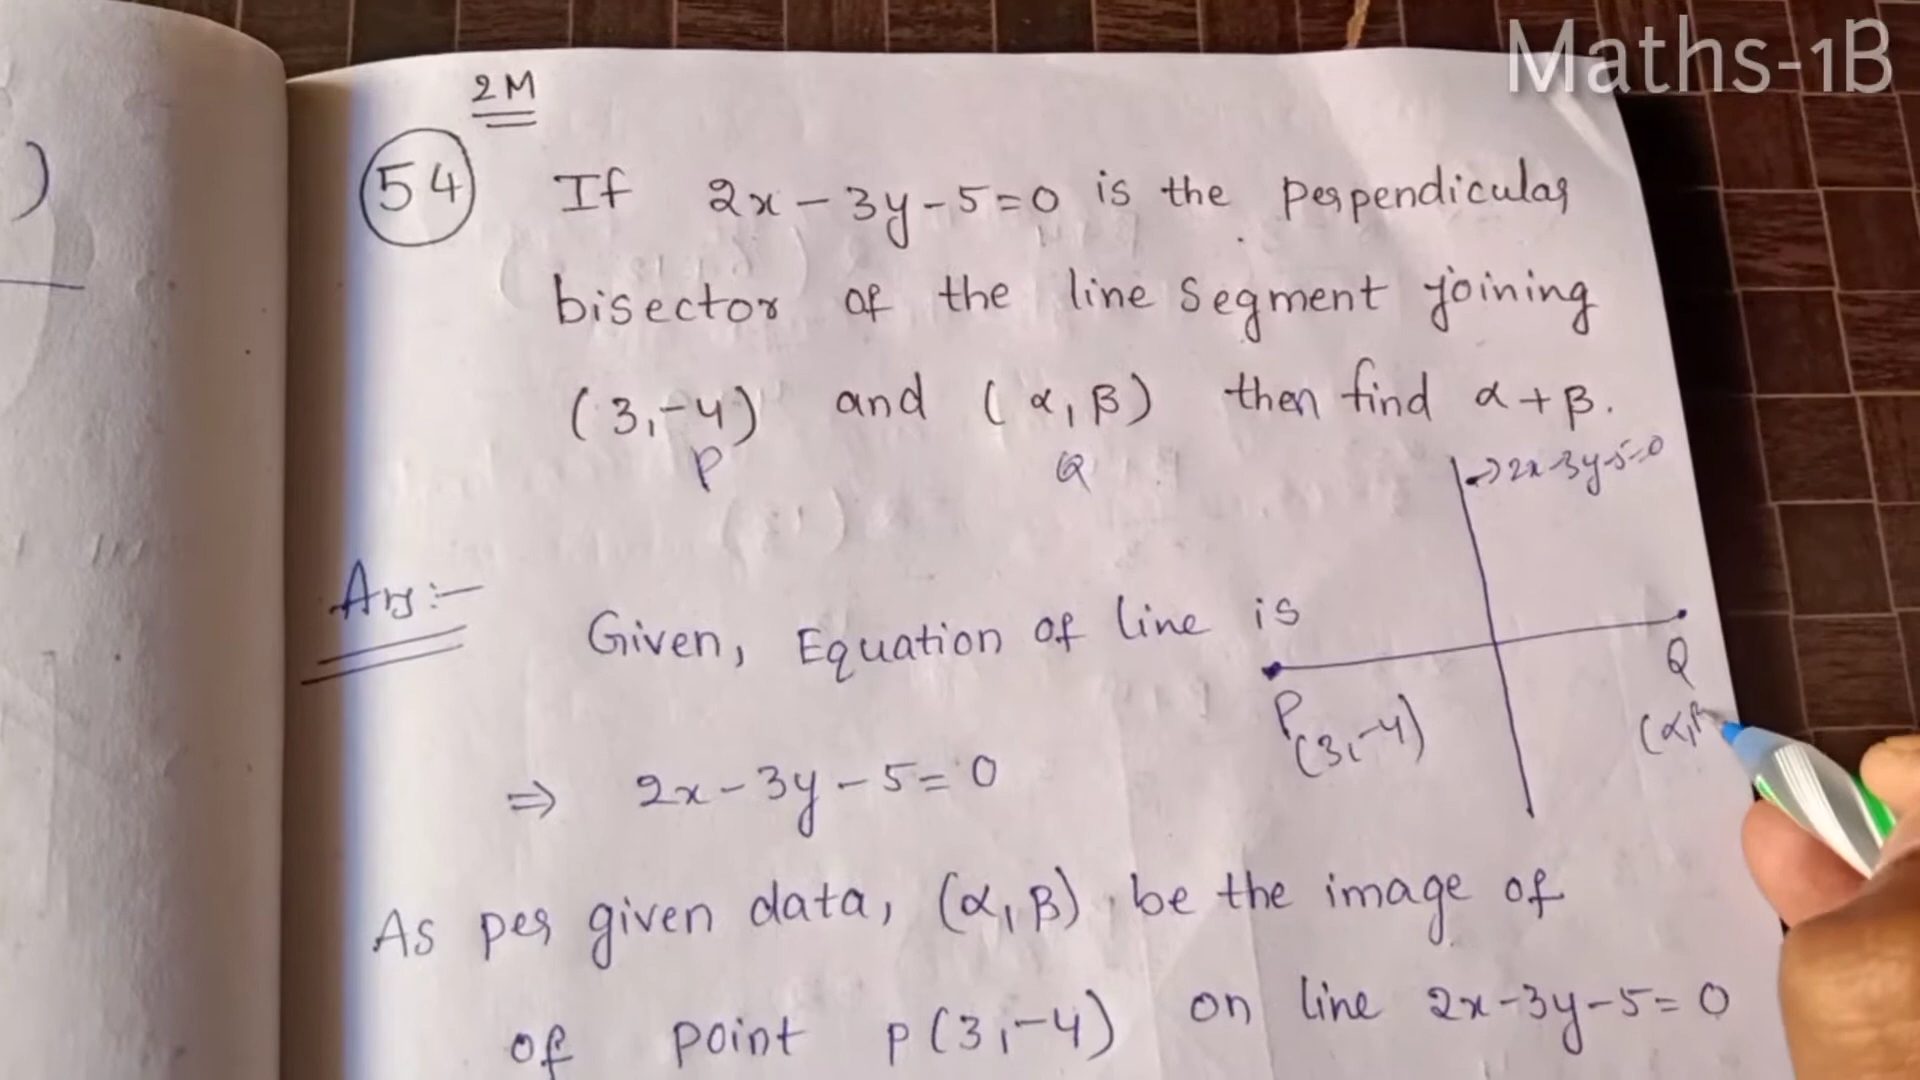 Maths-1B
2M
54 If 2x-3y-5=0 is the perpendicular
bisector of the line segment joining
(3,-4) and (α,β) then find α+β.
P Q
→2x-3y-5=0
Ans:-
Given, Equation of line is
Q
P
(3,-4)
(α,β
⇒ 2x-3y-5=0
As per given data, (α,β) be the image of
of point P(3,-4) on line 2x-3y-5=0